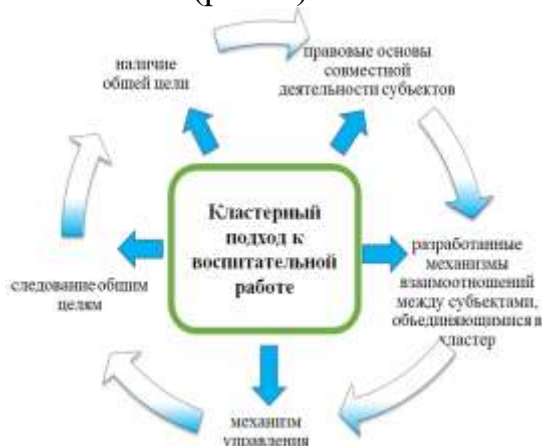 наличие
общей цели
правовые основы
совместной
деятельности субъектов
Кластерный
подход к
воспитательной
работе
разработанные
механизмы
взаимоотношений
между субъектами,
объединяющимися в
кластер
механизм
управления
следование общим
целям